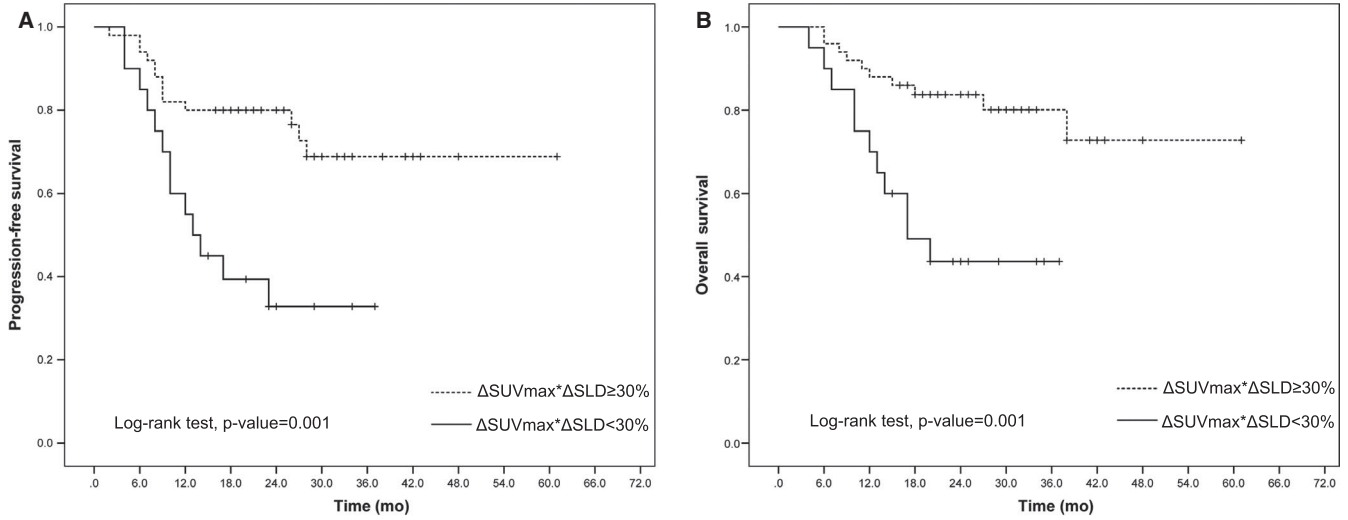 A
1.0
0.8
0.6
0.4
0.2
0.0
Progression-free survival
ΔSUVmax*ΔSLD≥30%
ΔSUVmax*ΔSLD<30%
Log-rank test, p-value=0.001
.0 6.0 12.0 18.0 24.0 30.0 36.0 42.0 48.0 54.0 60.0 66.0 72.0
Time (mo)
B
1.0
0.8
0.6
0.4
0.2
0.0
Overall survival
ΔSUVmax*ΔSLD≥30%
ΔSUVmax*ΔSLD<30%
Log-rank test, p-value=0.001
.0 6.0 12.0 18.0 24.0 30.0 36.0 42.0 48.0 54.0 60.0 66.0 72.0
Time (mo)